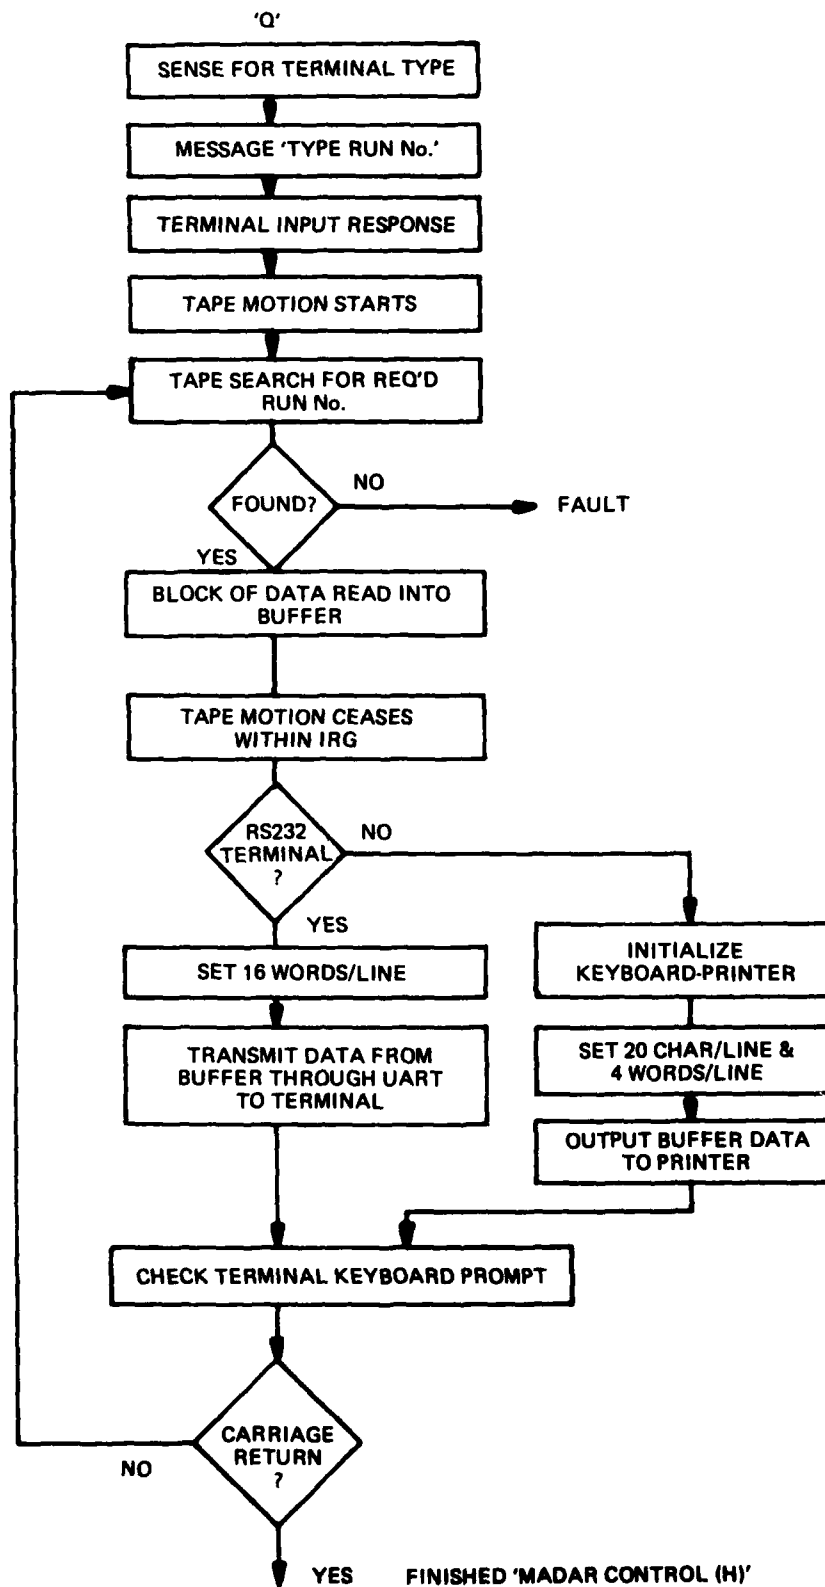 'Q'
SENSE FOR TERMINAL TYPE
MESSAGE 'TYPE RUN No.'
TERMINAL INPUT RESPONSE
TAPE MOTION STARTS
TAPE SEARCH FOR REQ'D
RUN No.
FOUND?
NO
FAULT
YES
BLOCK OF DATA READ INTO
BUFFER
TAPE MOTION CEASES
WITHIN IRG
RS232
TERMINAL
?
NO
YES
SET 16 WORDS/LINE
TRANSMIT DATA FROM
BUFFER THROUGH UART
TO TERMINAL
INITIALIZE
KEYBOARD-PRINTER
SET 20 CHAR/LINE &
4 WORDS/LINE
OUTPUT BUFFER DATA
TO PRINTER
CHECK TERMINAL KEYBOARD PROMPT
CARRIAGE
RETURN
?
NO
YES
FINISHED 'MADAR CONTROL (H)'